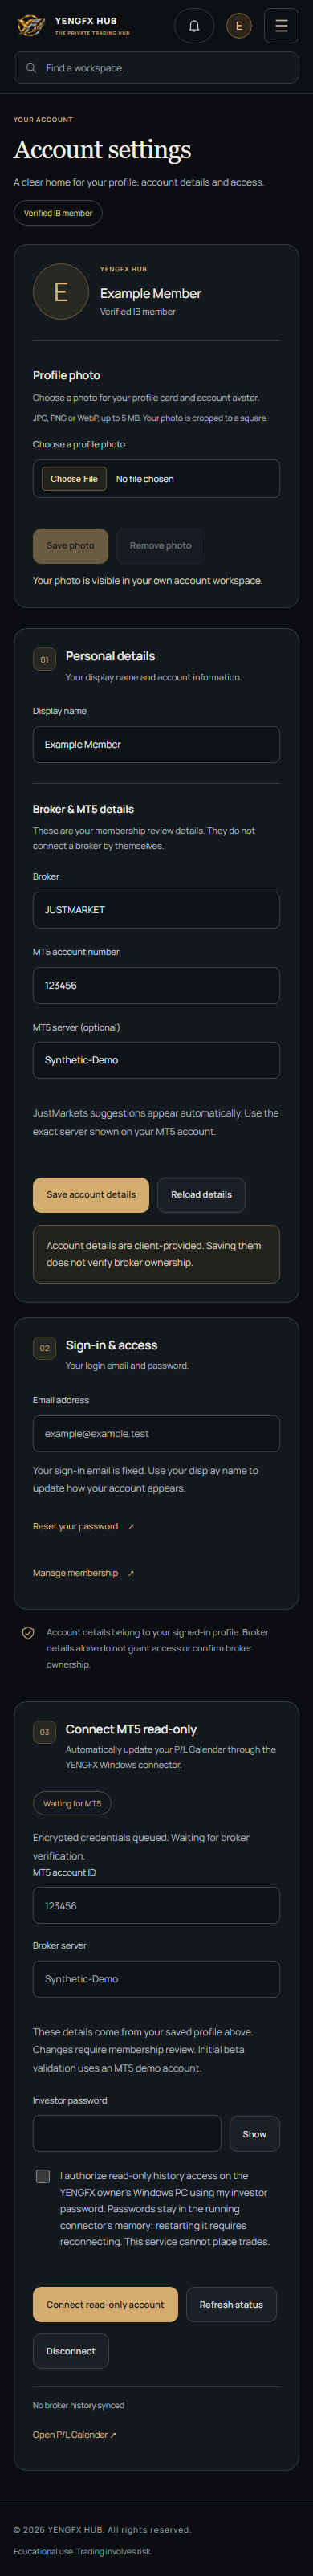 YENGFX HUB
THE PRIVATE TRADING HUB
E
Find a workspace...
YOUR ACCOUNT
Account settings
A clear home for your profile, account details and access.
Verified IB member
E
YENGFX HUB
Example Member
Verified IB member
Profile photo
Choose a photo for your profile card and account avatar.
JPG, PNG or WebP, up to 5 MB. Your photo is cropped to a square.
Choose a profile photo
Choose File No file chosen
Save photo
Remove photo
Your photo is visible in your own account workspace.
01
Personal details
Your display name and account information.
Display name
Example Member
Broker & MT5 details
These are your membership review details. They do not
connect a broker by themselves.
Broker
JUSTMARKET
MT5 account number
123456
MT5 server (optional)
Synthetic-Demo
JustMarkets suggestions appear automatically. Use the
exact server shown on your MT5 account.
Save account details
Reload details
Account details are client-provided. Saving them
does not verify broker ownership.
02
Sign-in & access
Your login email and password.
Email address
example@example.test
Your sign-in email is fixed. Use your display name to
update how your account appears.
Reset your password ↗
Manage membership ↗
Account details belong to your signed-in profile. Broker
details alone do not grant access or confirm broker
ownership.
03
Connect MT5 read-only
Automatically update your P/L Calendar through the
YENGFX Windows connector.
Waiting for MT5
Encrypted credentials queued. Waiting for broker
verification.
MT5 account ID
123456
Broker server
Synthetic-Demo
These details come from your saved profile above.
Changes require membership review. Initial beta
validation uses an MT5 demo account.
Investor password
Show
I authorize read-only history access on the
YENGFX owner's Windows PC using my investor
password. Passwords stay in the running
connector's memory; restarting it requires
reconnecting. This service cannot place trades.
Connect read-only account
Refresh status
Disconnect
No broker history synced
Open P/L Calendar ↗
© 2026 YENGFX HUB. All rights reserved.
Educational use. Trading involves risk.